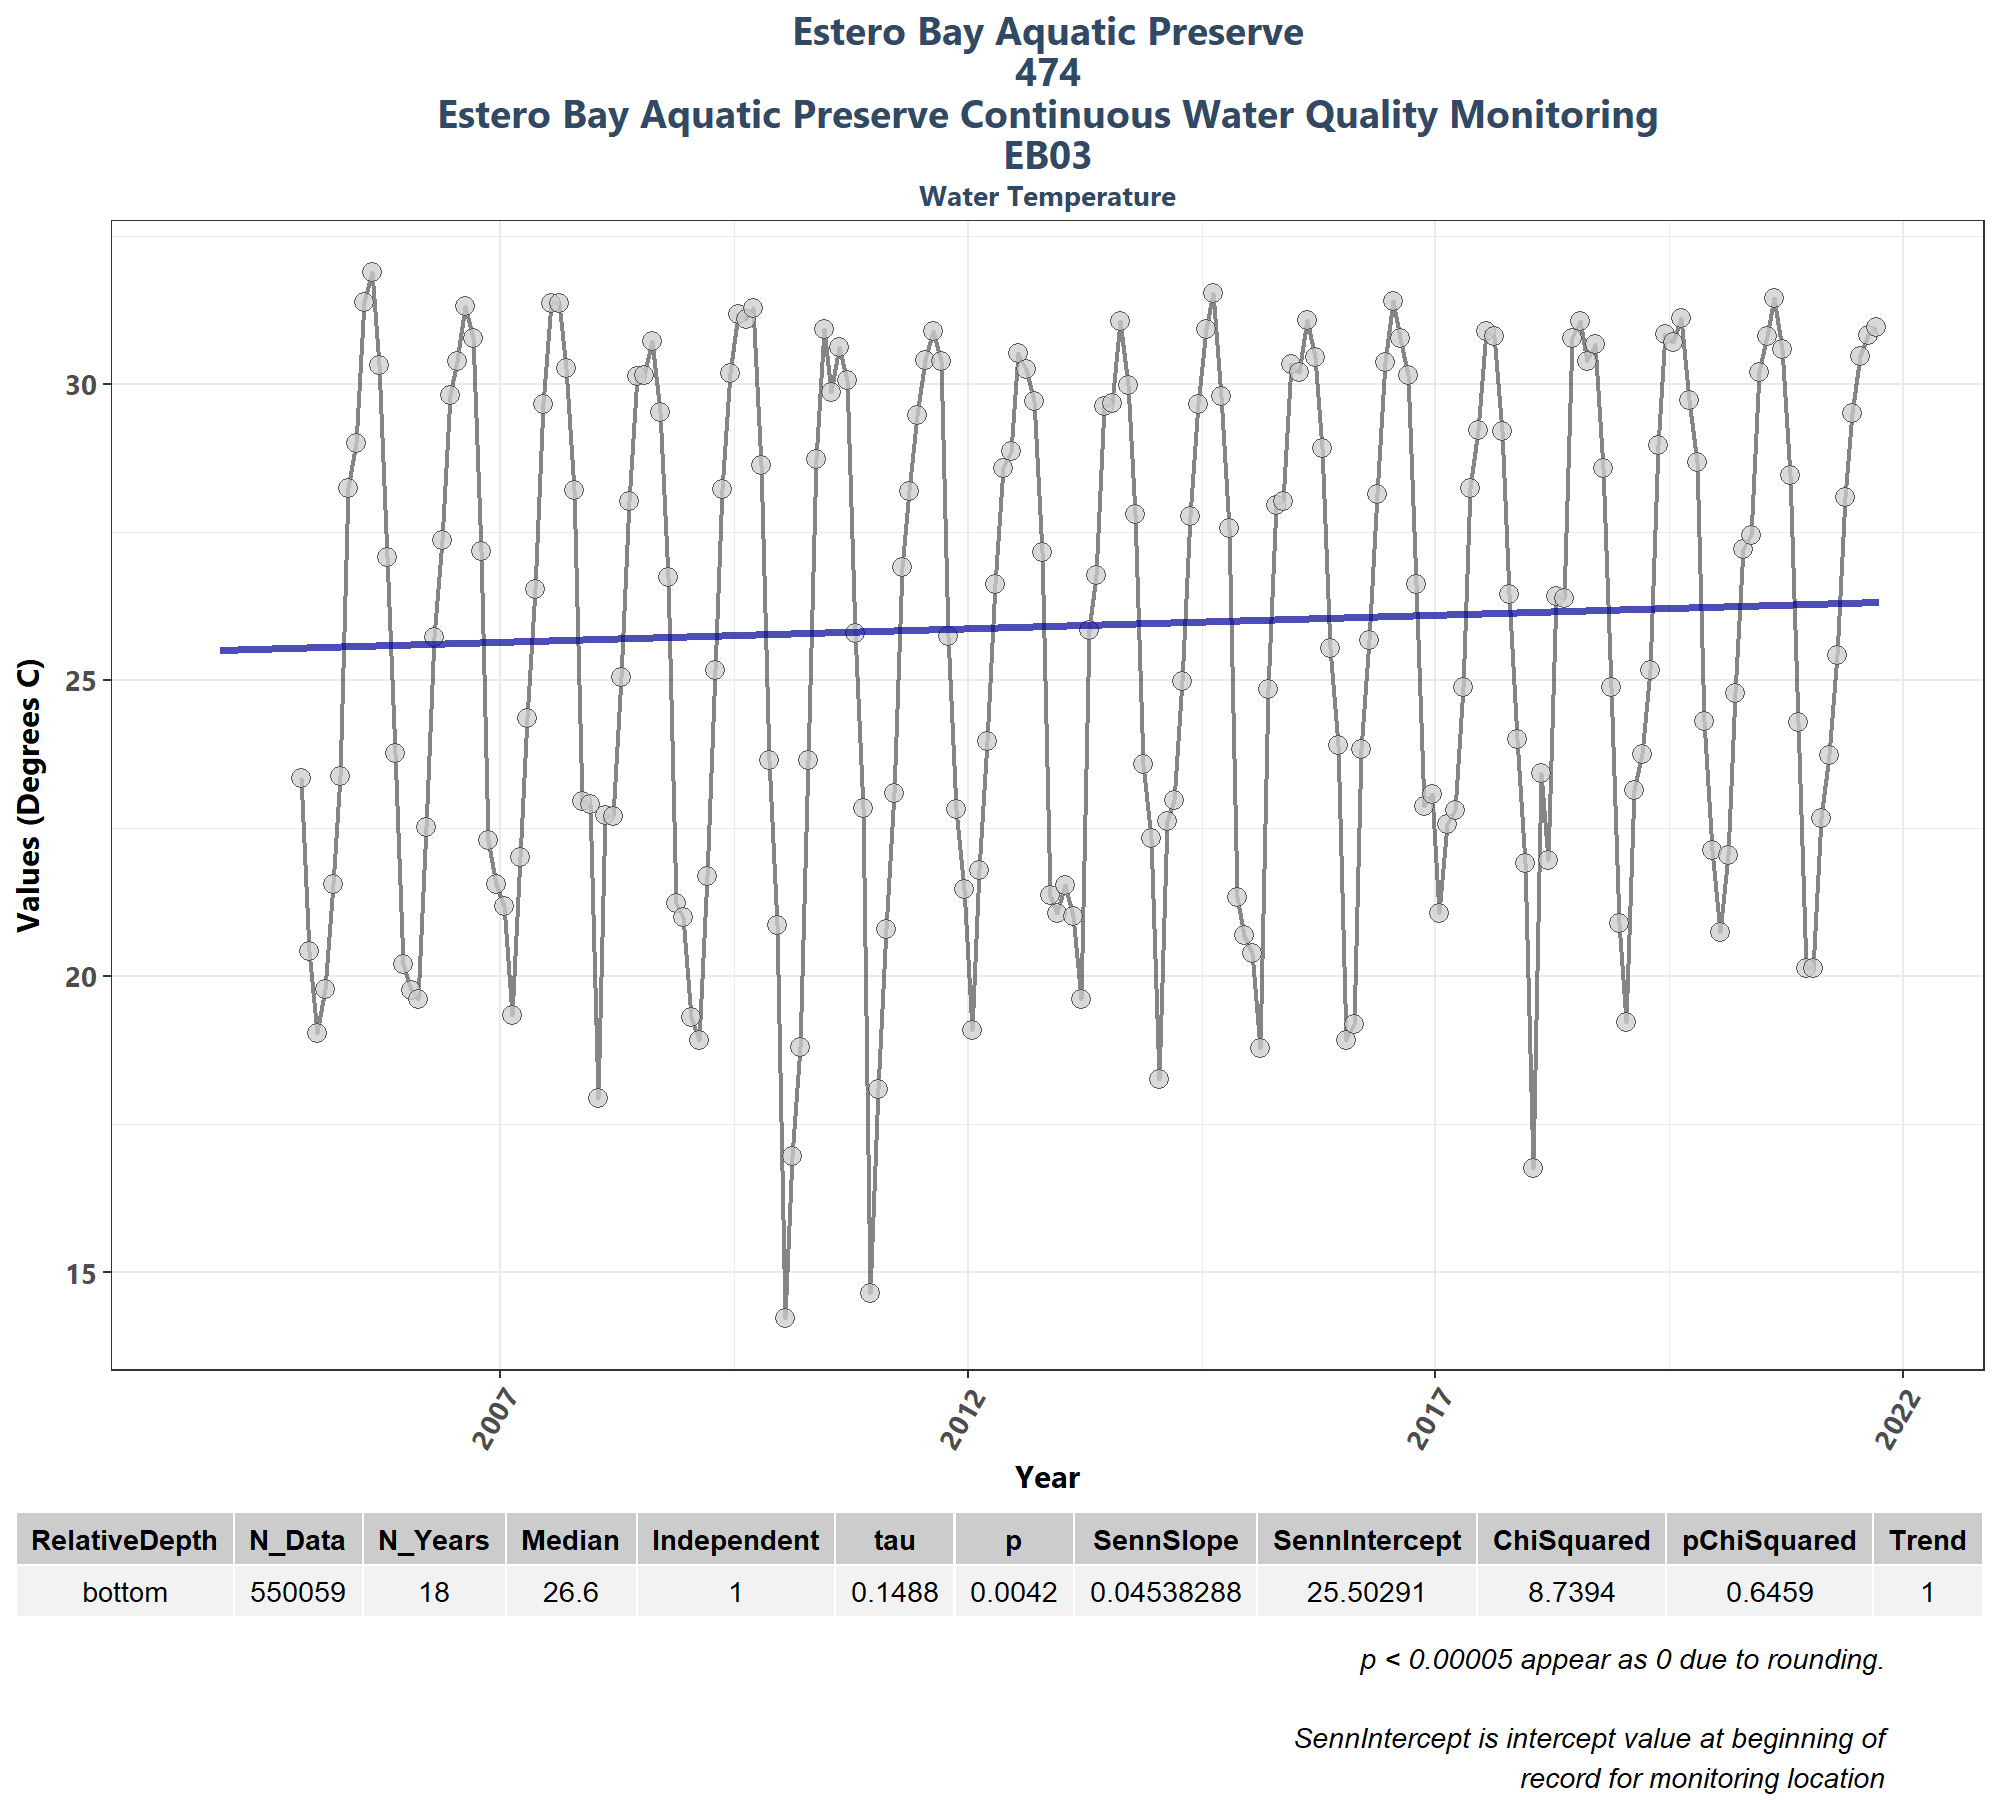 Estero Bay Aquatic Preserve
474
Estero Bay Aquatic Preserve Continuous Water Quality Monitoring
EB03
Water Temperature
Values (Degrees C)
30
25
20
15
2007
2012
2017
2022
Year
RelativeDepth N_Data N_Years Median Independent tau p SennSlope SennIntercept ChiSquared pChiSquared Trend
bottom 550059 18 26.6 1 0.1488 0.0042 0.04538288 25.50291 8.7394 0.6459 1
p < 0.00005 appear as 0 due to rounding.
SennIntercept is intercept value at beginning of
record for monitoring location